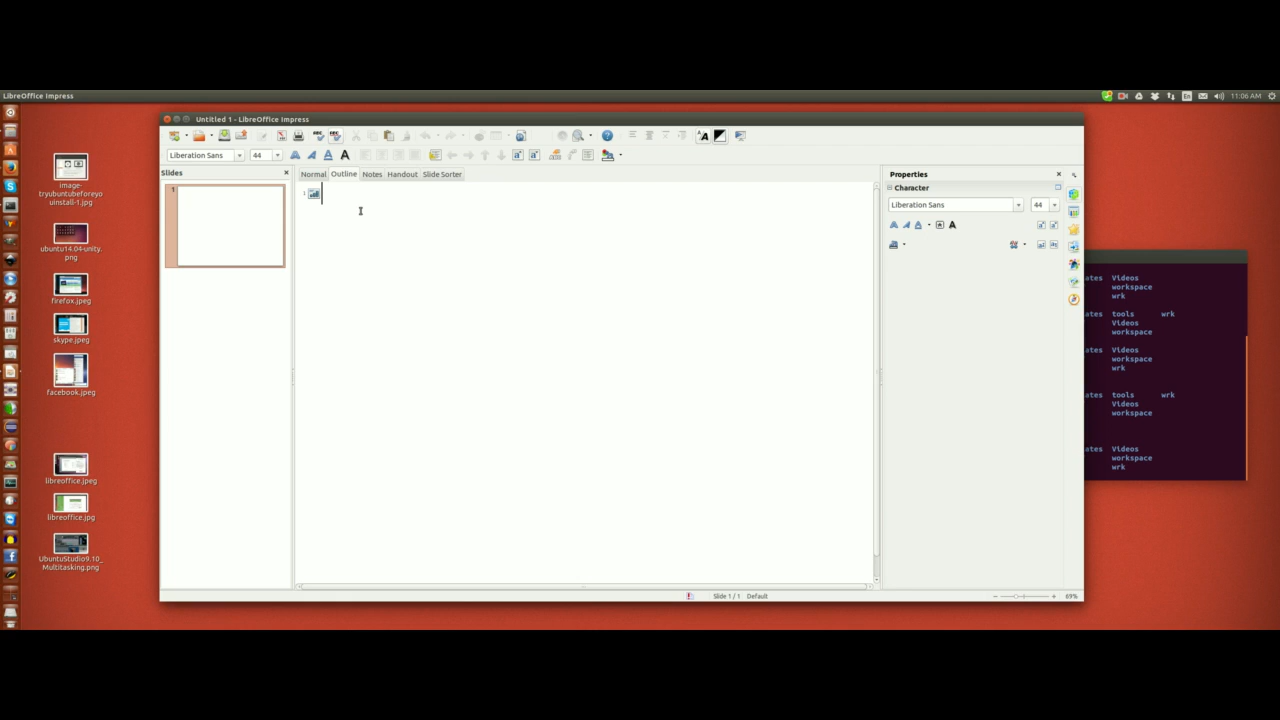 LibreOffice Impress
En
11:06 AM
Untitled 1 - LibreOffice Impress
Liberation Sans
44
Slides
Normal
Outline
Notes
Handout
Slide Sorter
Properties
Character
Liberation Sans
44
1
1
image-
tryubuntubeforeyo
uinstall-1.jpg
ubuntu14.04-unity.
png
firefox.jpeg
skype.jpeg
facebook.jpeg
libreoffice.jpeg
libreoffice.jpg
UbuntuStudio9.10_
Multitasking.png
ates Videos
workspace
wrk
ates tools wrk
Videos
workspace
ates Videos
workspace
wrk
ates tools wrk
Videos
workspace
ates Videos
workspace
wrk
Slide 1 / 1
Default
69%